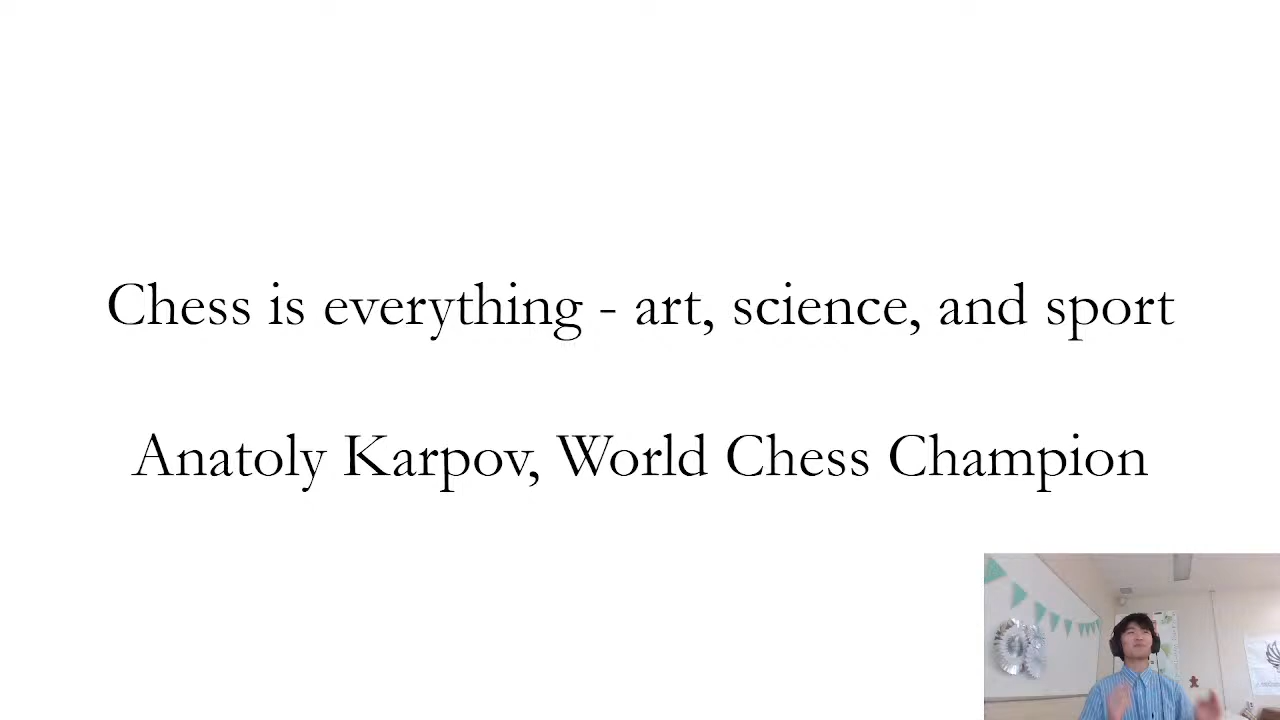 Chess is everything - art, science, and sport
Anatoly Karpov, World Chess Champion